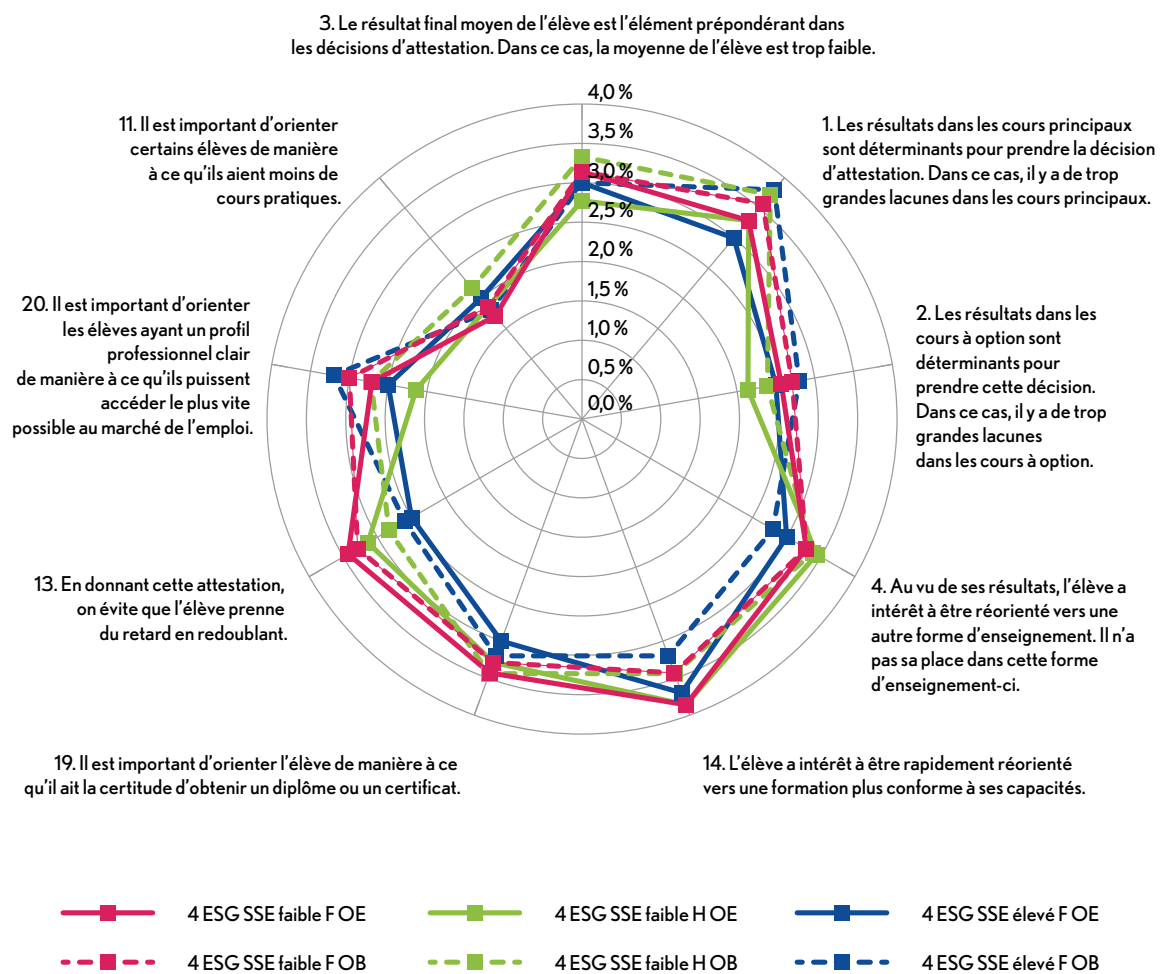 3. Le résultat final moyen de l’élève est l’élément prépondérant dans
les décisions d’attestation. Dans ce cas, la moyenne de l’élève est trop faible.
4,0 %
3,5 %
3,0 %
2,5 %
2,0 %
1,5 %
1,0 %
0,5 %
0,0 %
1. Les résultats dans les cours principaux
sont déterminants pour prendre la décision
d’attestation. Dans ce cas, il y a de trop
grandes lacunes dans les cours principaux.
2. Les résultats dans les
cours à option sont
déterminants pour
prendre cette décision.
Dans ce cas, il y a de trop
grandes lacunes
dans les cours à option.
4. Au vu de ses résultats, l’élève a
intérêt à être réorienté vers une
autre forme d’enseignement. Il n’a
pas sa place dans cette forme
d’enseignement-ci.
14. L’élève a intérêt à être rapidement réorienté
vers une formation plus conforme à ses capacités.
19. Il est important d’orienter l’élève de manière à ce
qu’il ait la certitude d’obtenir un diplôme ou un certificat.
13. En donnant cette attestation,
on évite que l’élève prenne
du retard en redoublant.
20. Il est important d’orienter
les élèves ayant un profil
professionnel clair
de manière à ce qu’ils puissent
accéder le plus vite
possible au marché de l’emploi.
11. Il est important d’orienter
certains élèves de manière
à ce qu’ils aient moins de
cours pratiques.
4 ESG SSE faible F OE
4 ESG SSE faible H OE
4 ESG SSE élevé F OE
4 ESG SSE faible F OB
4 ESG SSE faible H OB
4 ESG SSE élevé F OB